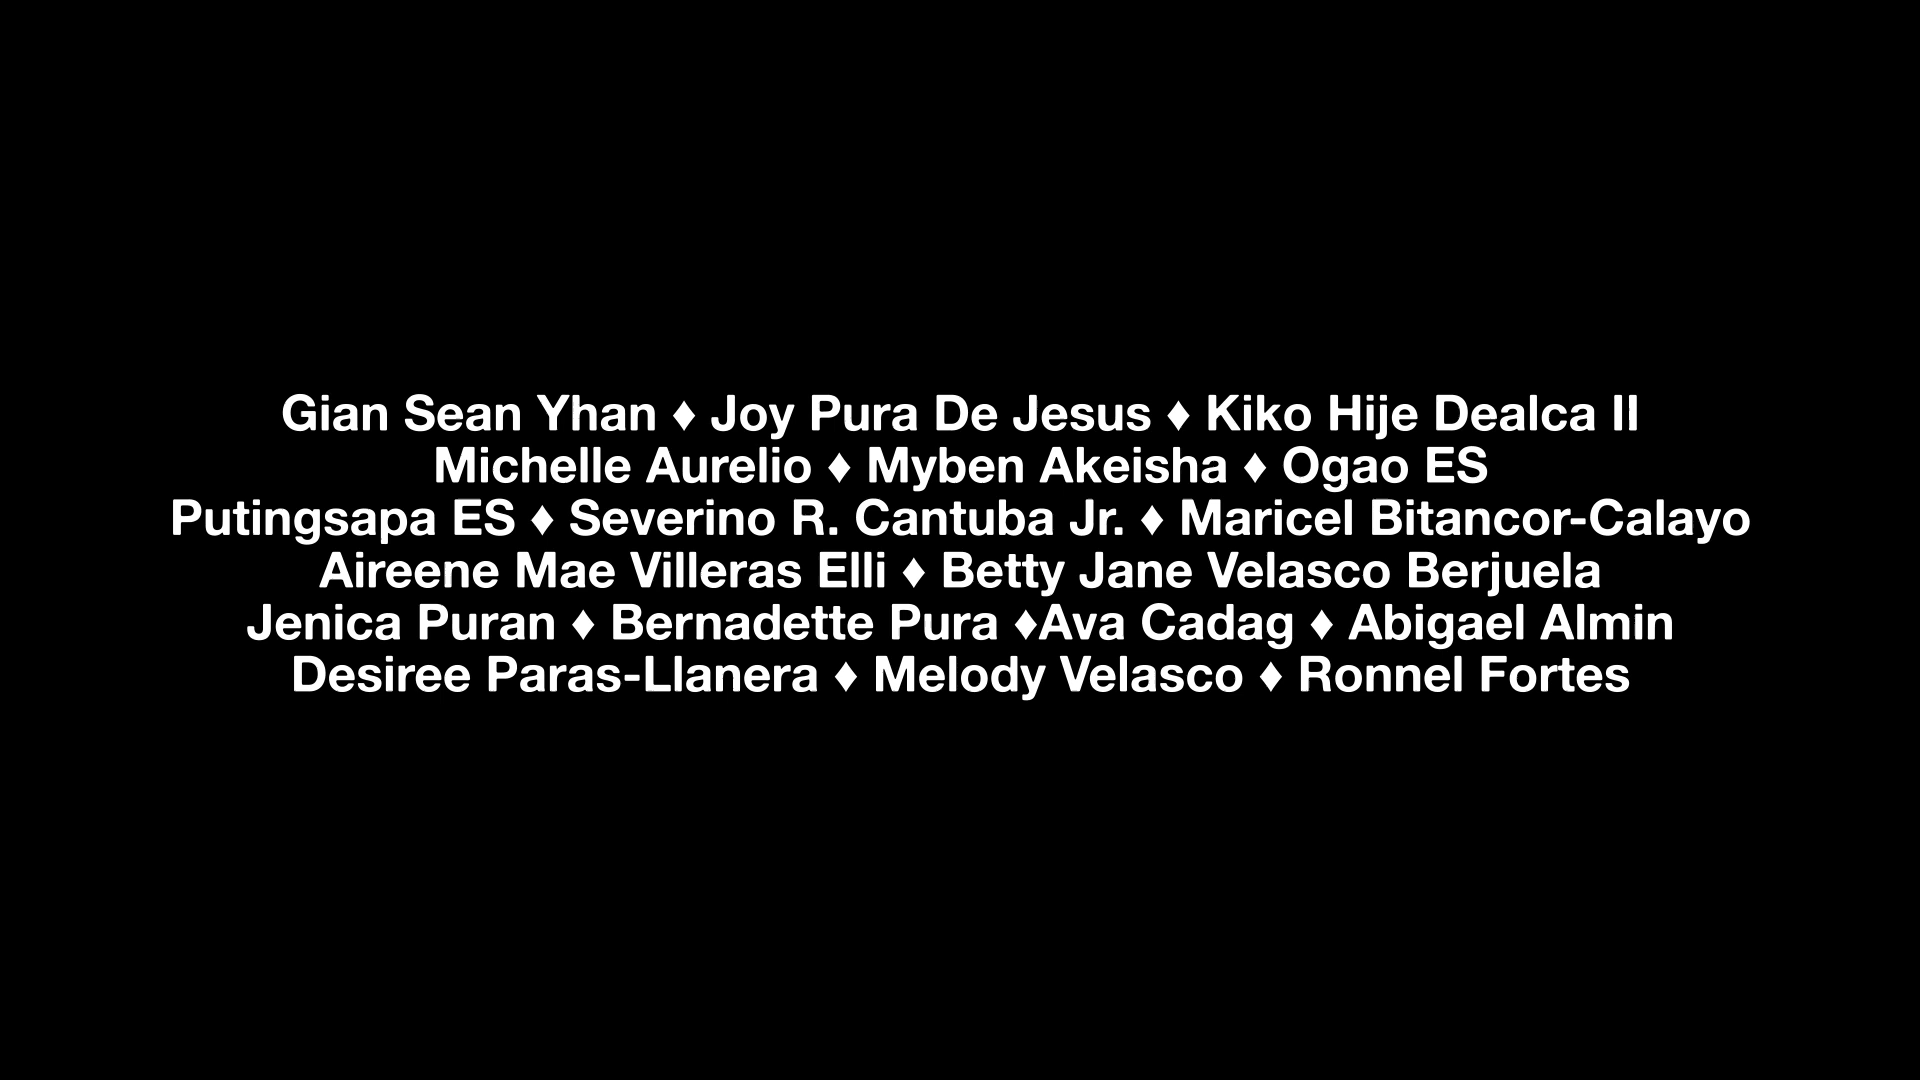 Gian Sean Yhan ♦ Joy Pura De Jesus ♦ Kiko Hije Dealca II
Michelle Aurelio ♦ Myben Akeisha ♦ Ogao ES
Putingsapa ES ♦ Severino R. Cantuba Jr. ♦ Maricel Bitancor-Calayo
Aireene Mae Villeras Elli ♦ Betty Jane Velasco Berjuela
Jenica Puran ♦ Bernadette Pura ♦Ava Cadag ♦ Abigael Almin
Desiree Paras-Llanera ♦ Melody Velasco ♦ Ronnel Fortes